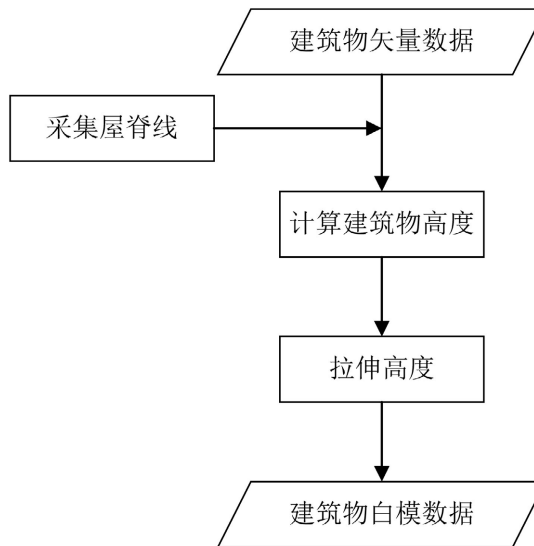 建筑物矢量数据
采集屋脊线
计算建筑物高度
拉伸高度
建筑物白模数据